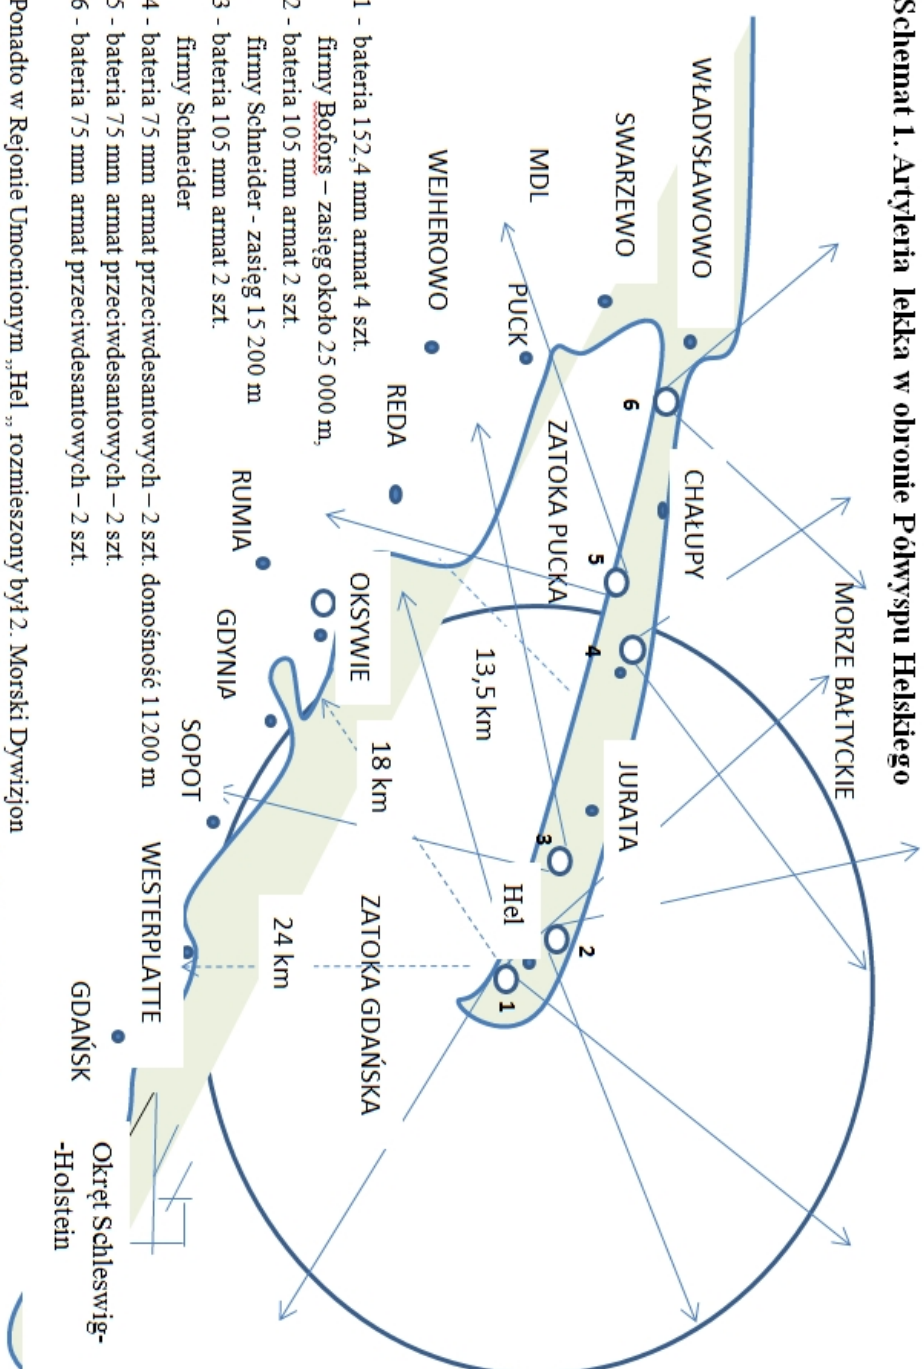 Schemat 1. Artyleria lekka w obronie Półwyspu Helskiego
WŁADYSŁAWOWO
SWARZEWO
MDL
PUCK
WEJHEROWO
REDA
RUMIA
GDYNIA
OKSYWIE
SOPOT
WESTERPLATTE
GDAŃSK
CHAŁUPY
ZATOKA PUCKA
MORZE BAŁTYCKIE
JURATA
Hel
ZATOKA GDAŃSKA
13,5 km
18 km
24 km
6
5
4
3
2
1
Okręt Schleswig-
-Holstein
1 - bateria 152,4 mm armat 4 szt.
firmy Bofors – zasięg około 25 000 m,
2 - bateria 105 mm armat 2 szt.
firmy Schneider - zasięg 15 200 m
3 - bateria 105 mm armat 2 szt.
firmy Schneider
4 - bateria 75 mm armat przeciwdesantowych – 2 szt. donośność 11200 m
5 - bateria 75 mm armat przeciwdesantowych – 2 szt.
6 - bateria 75 mm armat przeciwdesantowych – 2 szt.
Ponadto w Rejonie Umocnionym „Hel „ rozmieszony był 2. Morski Dywizjon